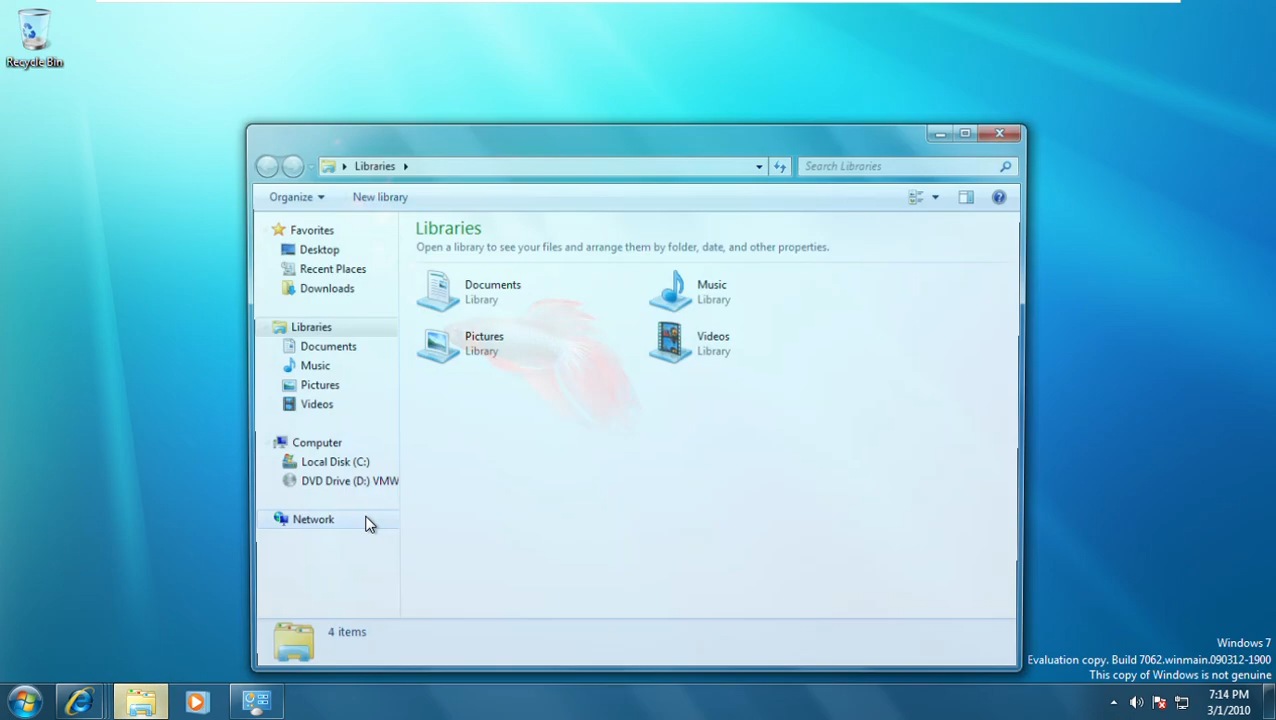 Recycle Bin
Libraries
Search Libraries
Organize
New library
Favorites
Desktop
Recent Places
Downloads
Libraries
Documents
Music
Pictures
Videos
Computer
Local Disk (C:)
DVD Drive (D:) VMW
Network
Libraries
Open a library to see your files and arrange them by folder, date, and other properties.
Documents
Library
Music
Library
Pictures
Library
Videos
Library
4 items
Windows 7
Evaluation copy. Build 7062.winmain.090312-1900
This copy of Windows is not genuine
7:14 PM
3/1/2010